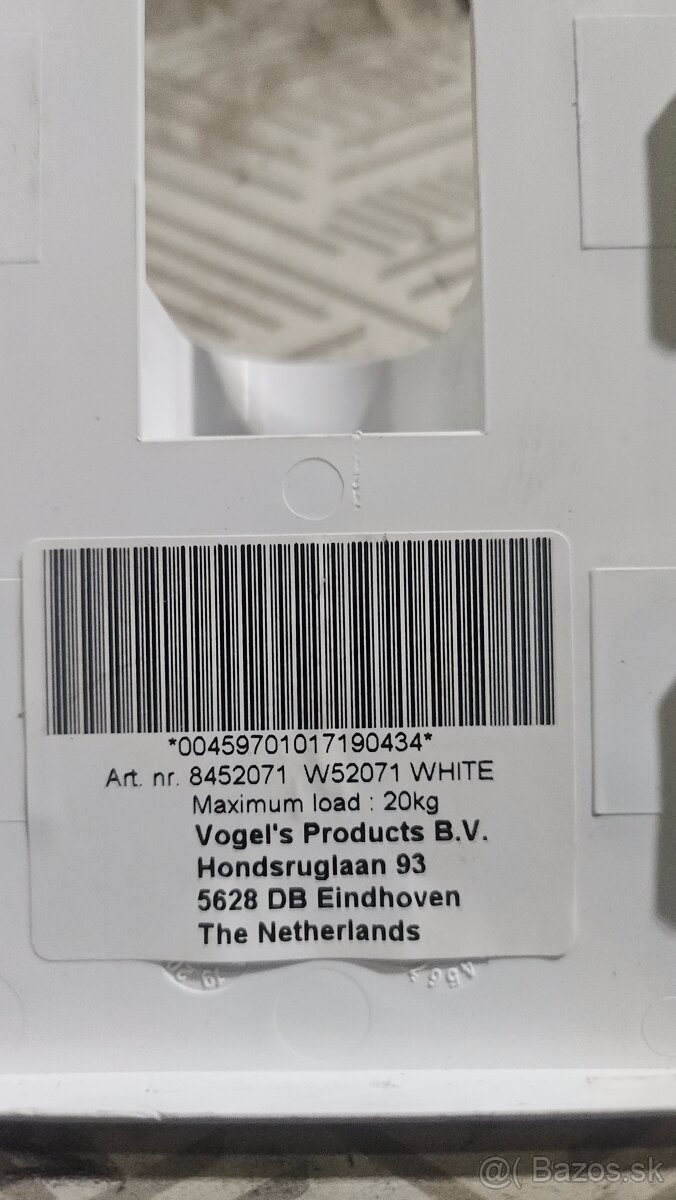 *00459701017190434*
Art. nr. 8452071 W52071 WHITE
Maximum load : 20kg
Vogel's Products B.V.
Hondsruglaan 93
5628 DB Eindhoven
The Netherlands
@( Bazos.sk